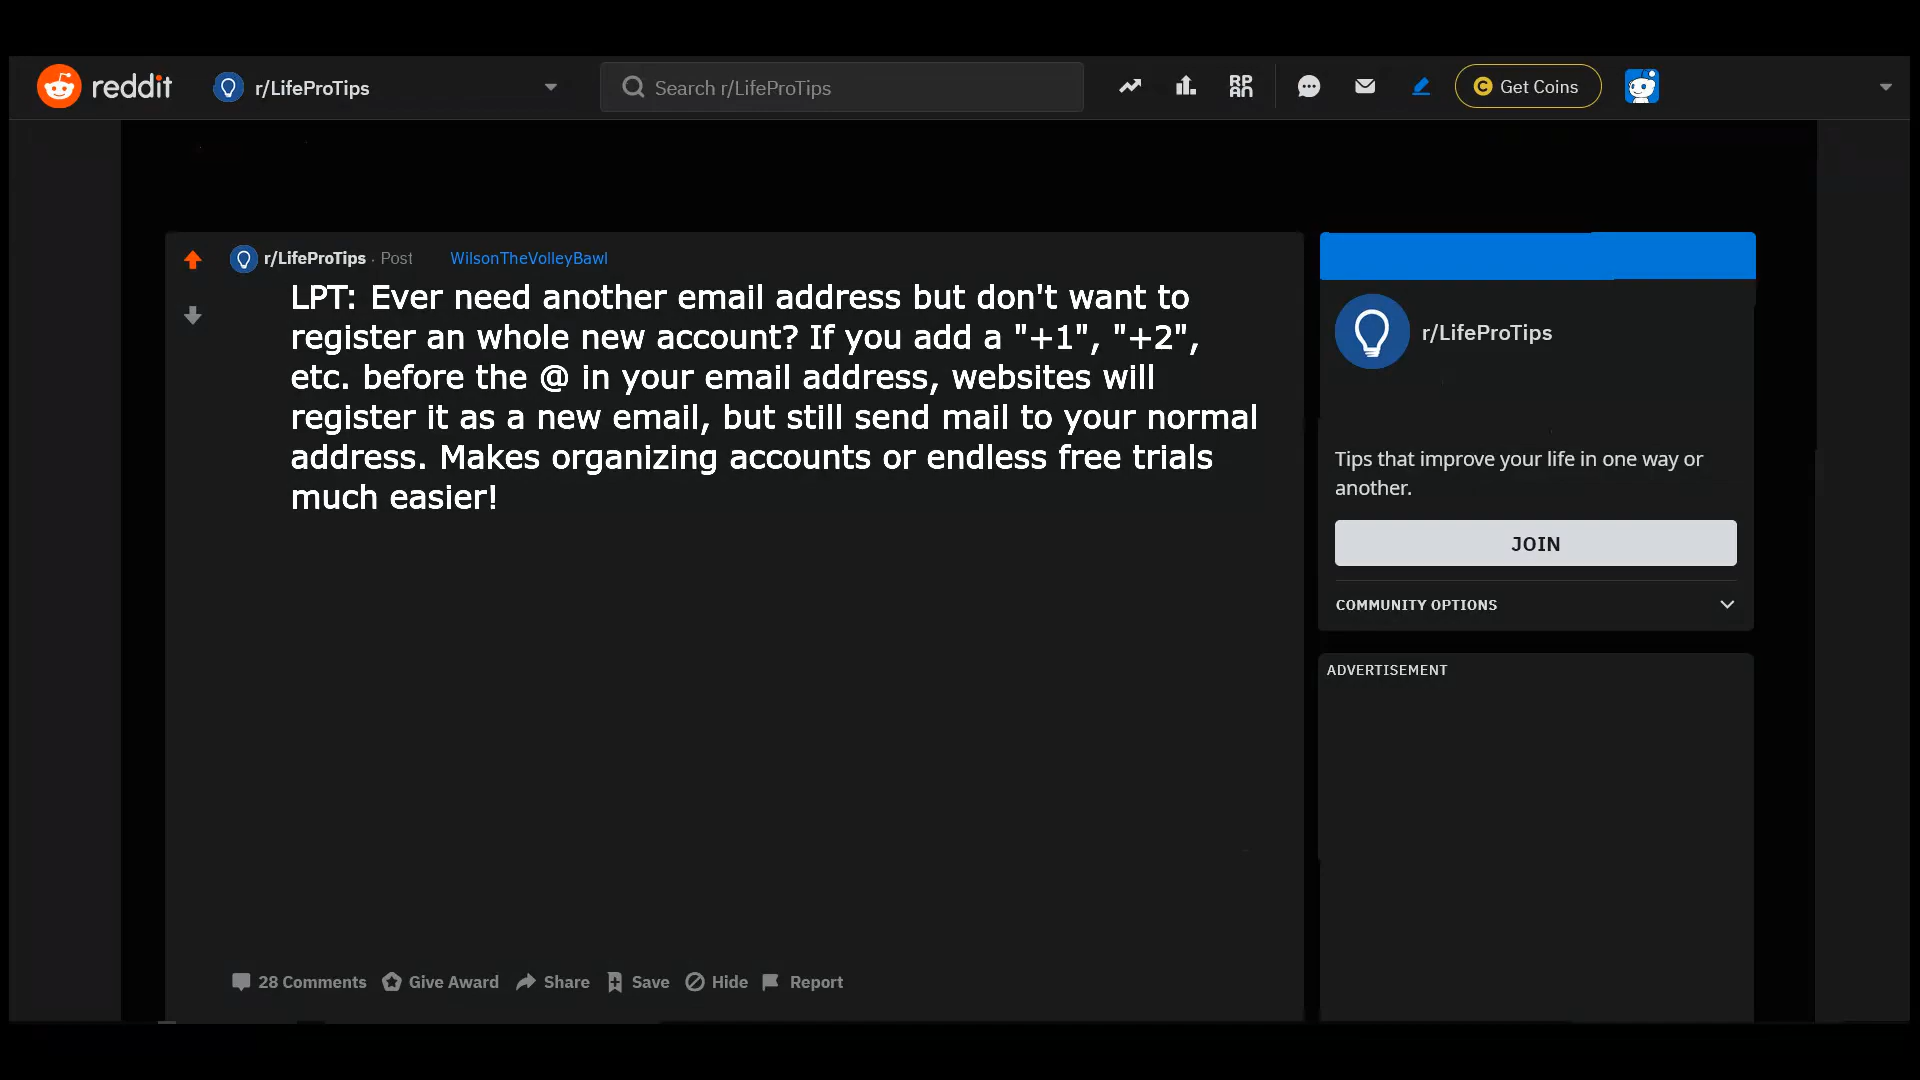 reddit
r/LifeProTips
Search r/LifeProTips
RPAN
Get Coins
r/LifeProTips · Post WilsonTheVolleyBawl
LPT: Ever need another email address but don't want to
register an whole new account? If you add a "+1", "+2",
etc. before the @ in your email address, websites will
register it as a new email, but still send mail to your normal
address. Makes organizing accounts or endless free trials
much easier!
28 Comments Give Award Share Save Hide Report
r/LifeProTips
Tips that improve your life in one way or
another.
JOIN
COMMUNITY OPTIONS
ADVERTISEMENT